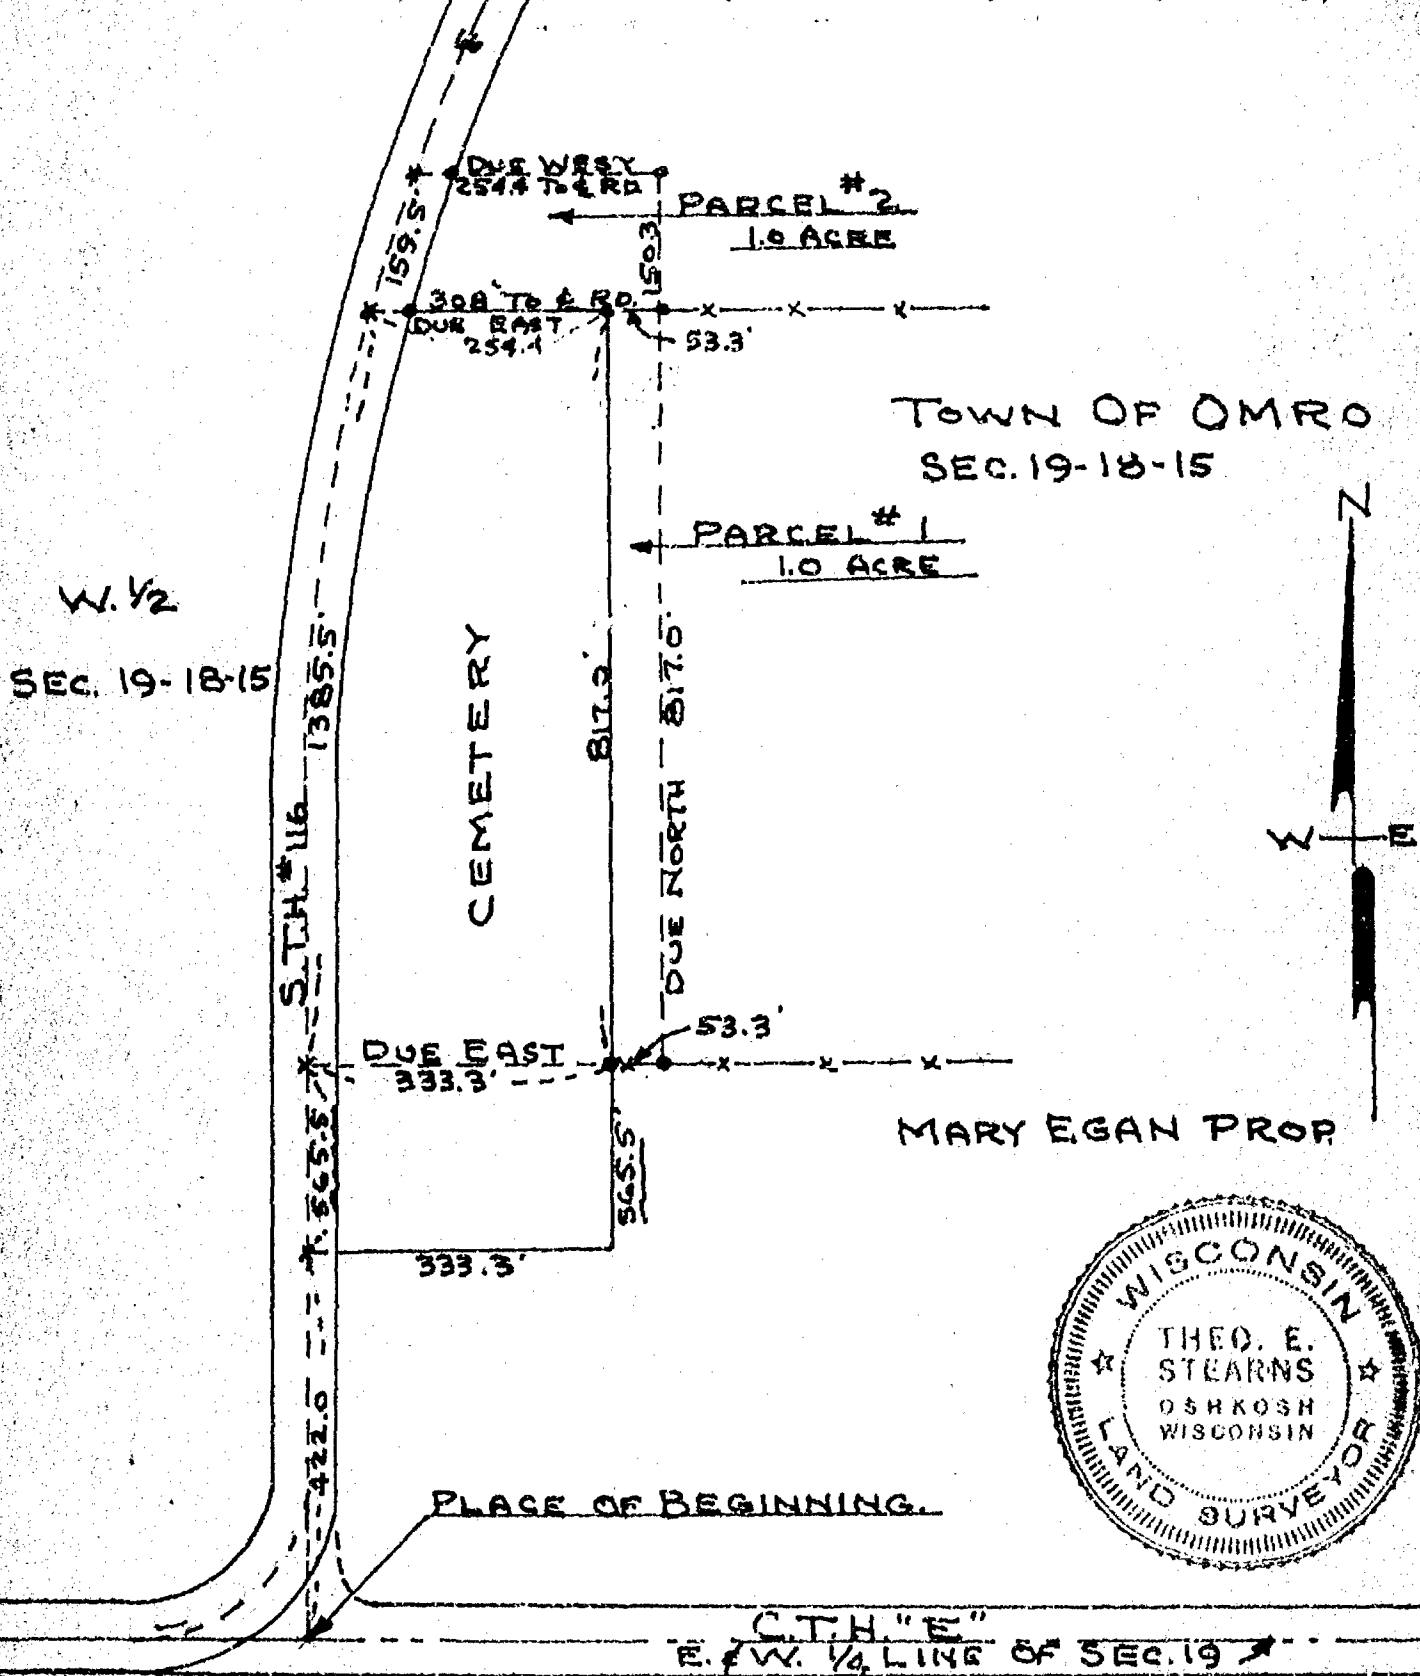 ℄
DUE WEST
254.4 To ℄ RD.
PARCEL #2
1.0 ACRE
159.5'
150.3
308' To ℄ RD.
DUE EAST
254.4
53.3'
TOWN OF OMRO
SEC. 19-18-15
N
PARCEL #1
1.0 ACRE
W. 1/2
SEC. 19-18-15
1385.5'
CEMETERY
817.0'
DUE NORTH 817.0'
S.T.H. #116
W E
DUE EAST
333.3'
53.3'
MARY EGAN PROP.
565.5'
565.5'
333.3'
WISCONSIN
THEO. E.
STEARNS
OSHKOSH
WISCONSIN
LAND SURVEYOR
422.0
PLACE OF BEGINNING.
C.T.H. "E"
E. & W. 1/4 LINE OF SEC. 19